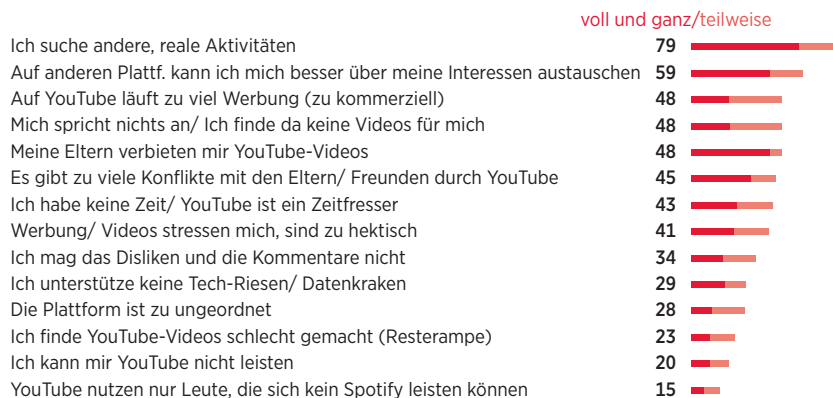 voll und ganz/teilweise
Ich suche andere, reale Aktivitäten 79
Auf anderen Plattf. kann ich mich besser über meine Interessen austauschen 59
Auf YouTube läuft zu viel Werbung (zu kommerziell) 48
Mich spricht nichts an/ Ich finde da keine Videos für mich 48
Meine Eltern verbieten mir YouTube-Videos 48
Es gibt zu viele Konflikte mit den Eltern/ Freunden durch YouTube 45
Ich habe keine Zeit/ YouTube ist ein Zeitfresser 43
Werbung/ Videos stressen mich, sind zu hektisch 41
Ich mag das Disliken und die Kommentare nicht 34
Ich unterstütze keine Tech-Riesen/ Datenkraken 29
Die Plattform ist zu ungeordnet 28
Ich finde YouTube-Videos schlecht gemacht (Resterampe) 23
Ich kann mir YouTube nicht leisten 20
YouTube nutzen nur Leute, die sich kein Spotify leisten können 15